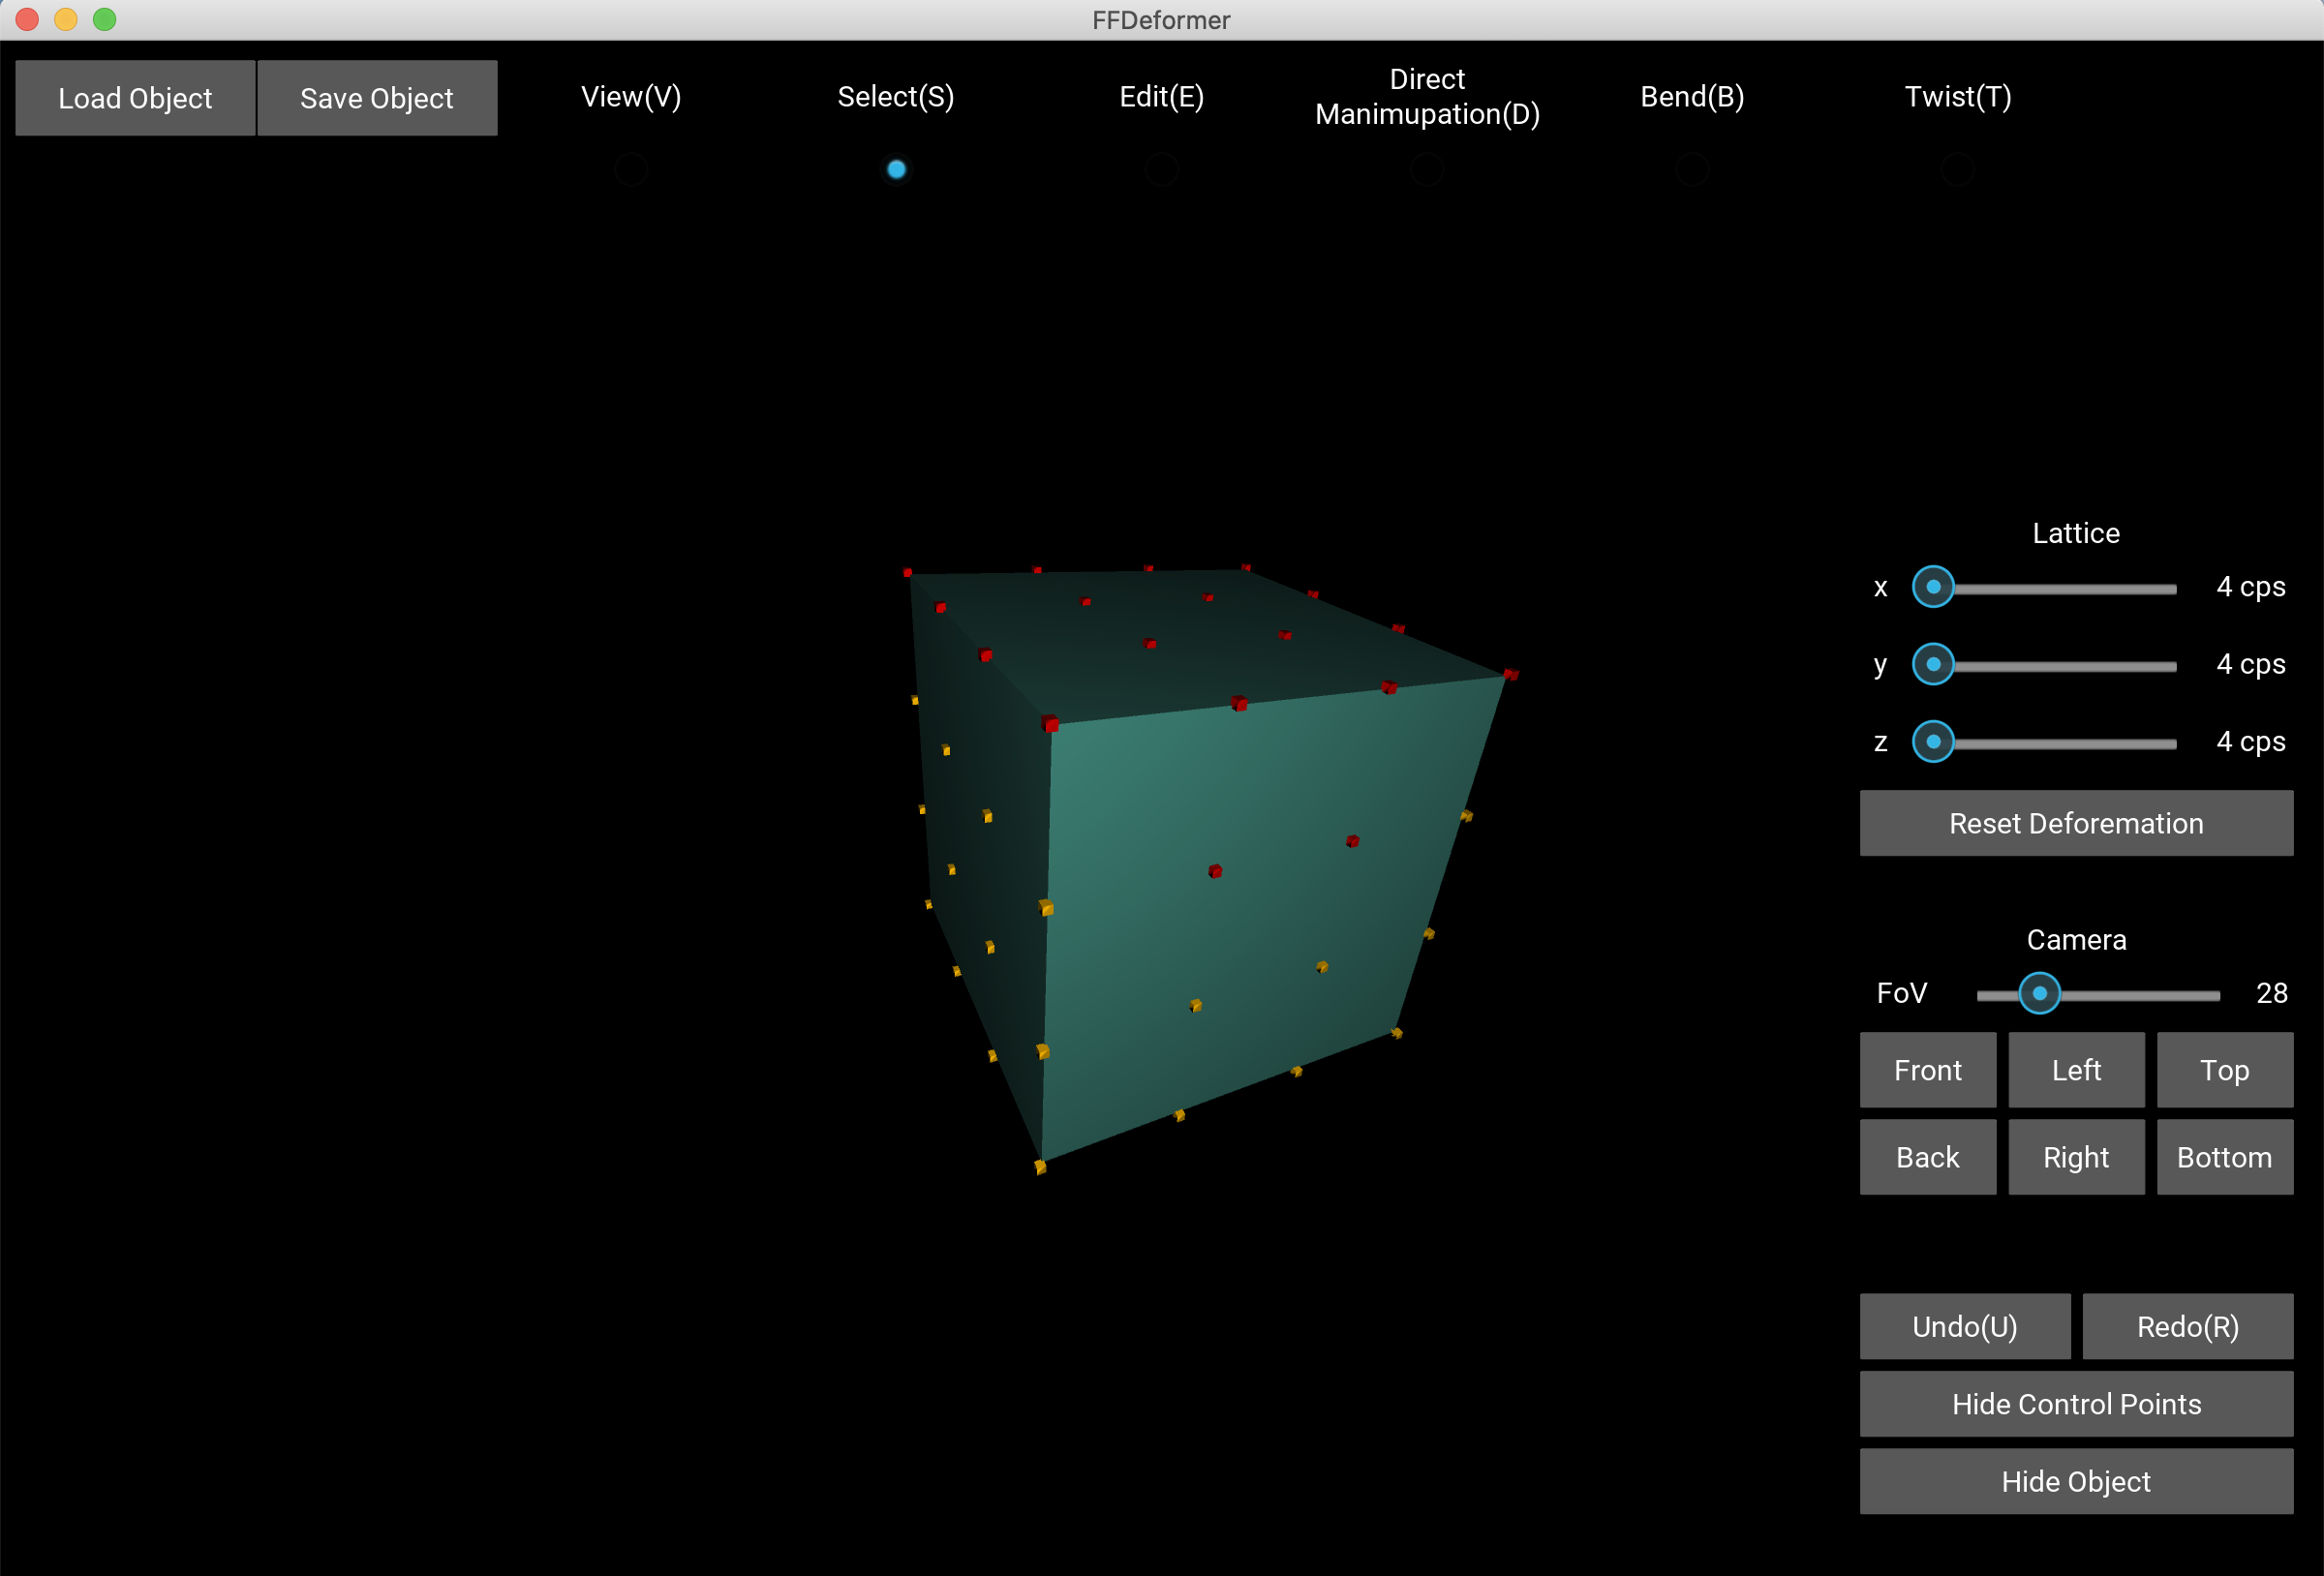 FFDeformer
Load Object
Save Object
View(V)
Select(S)
Edit(E)
Direct
Manimupation(D)
Bend(B)
Twist(T)
Lattice
x
4 cps
y
4 cps
z
4 cps
Reset Deforemation
Camera
FoV
28
Front
Left
Top
Back
Right
Bottom
Undo(U)
Redo(R)
Hide Control Points
Hide Object